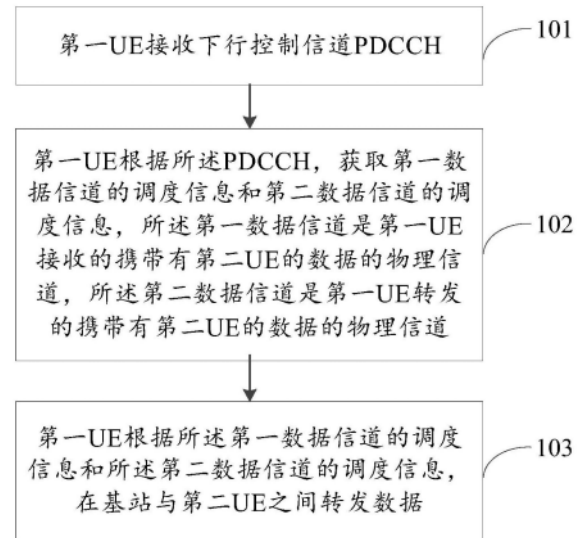 第一UE接收下行控制信道PDCCH
101
第一UE根据所述PDCCH，获取第一数
据信道的调度信息和第二数据信道的调
度信息，所述第一数据信道是第一UE
接收的携带有第二UE的数据的物理信
道，所述第二数据信道是第一UE转发
的携带有第二UE的数据的物理信道
102
第一UE根据所述第一数据信道的调度
信息和所述第二数据信道的调度信息，
在基站与第二UE之间转发数据
103